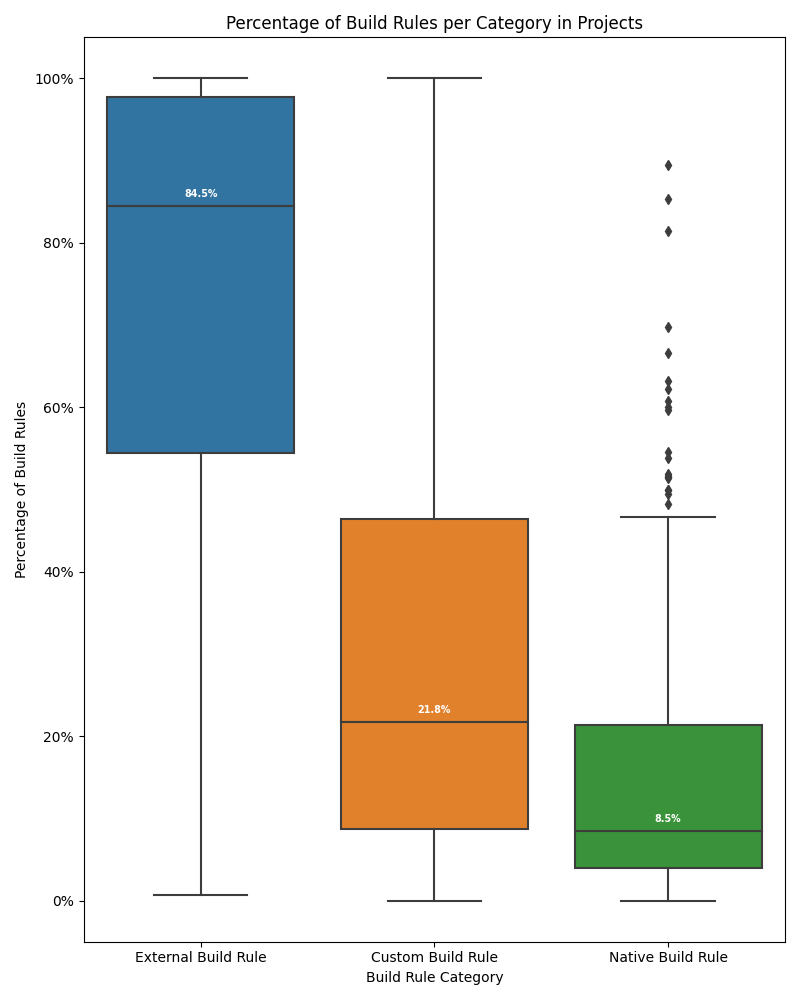 Percentage of Build Rules per Category in Projects
100%
80%
60%
40%
20%
0%
Percentage of Build Rules
84.5%
21.8%
8.5%
External Build Rule
Custom Build Rule
Native Build Rule
Build Rule Category